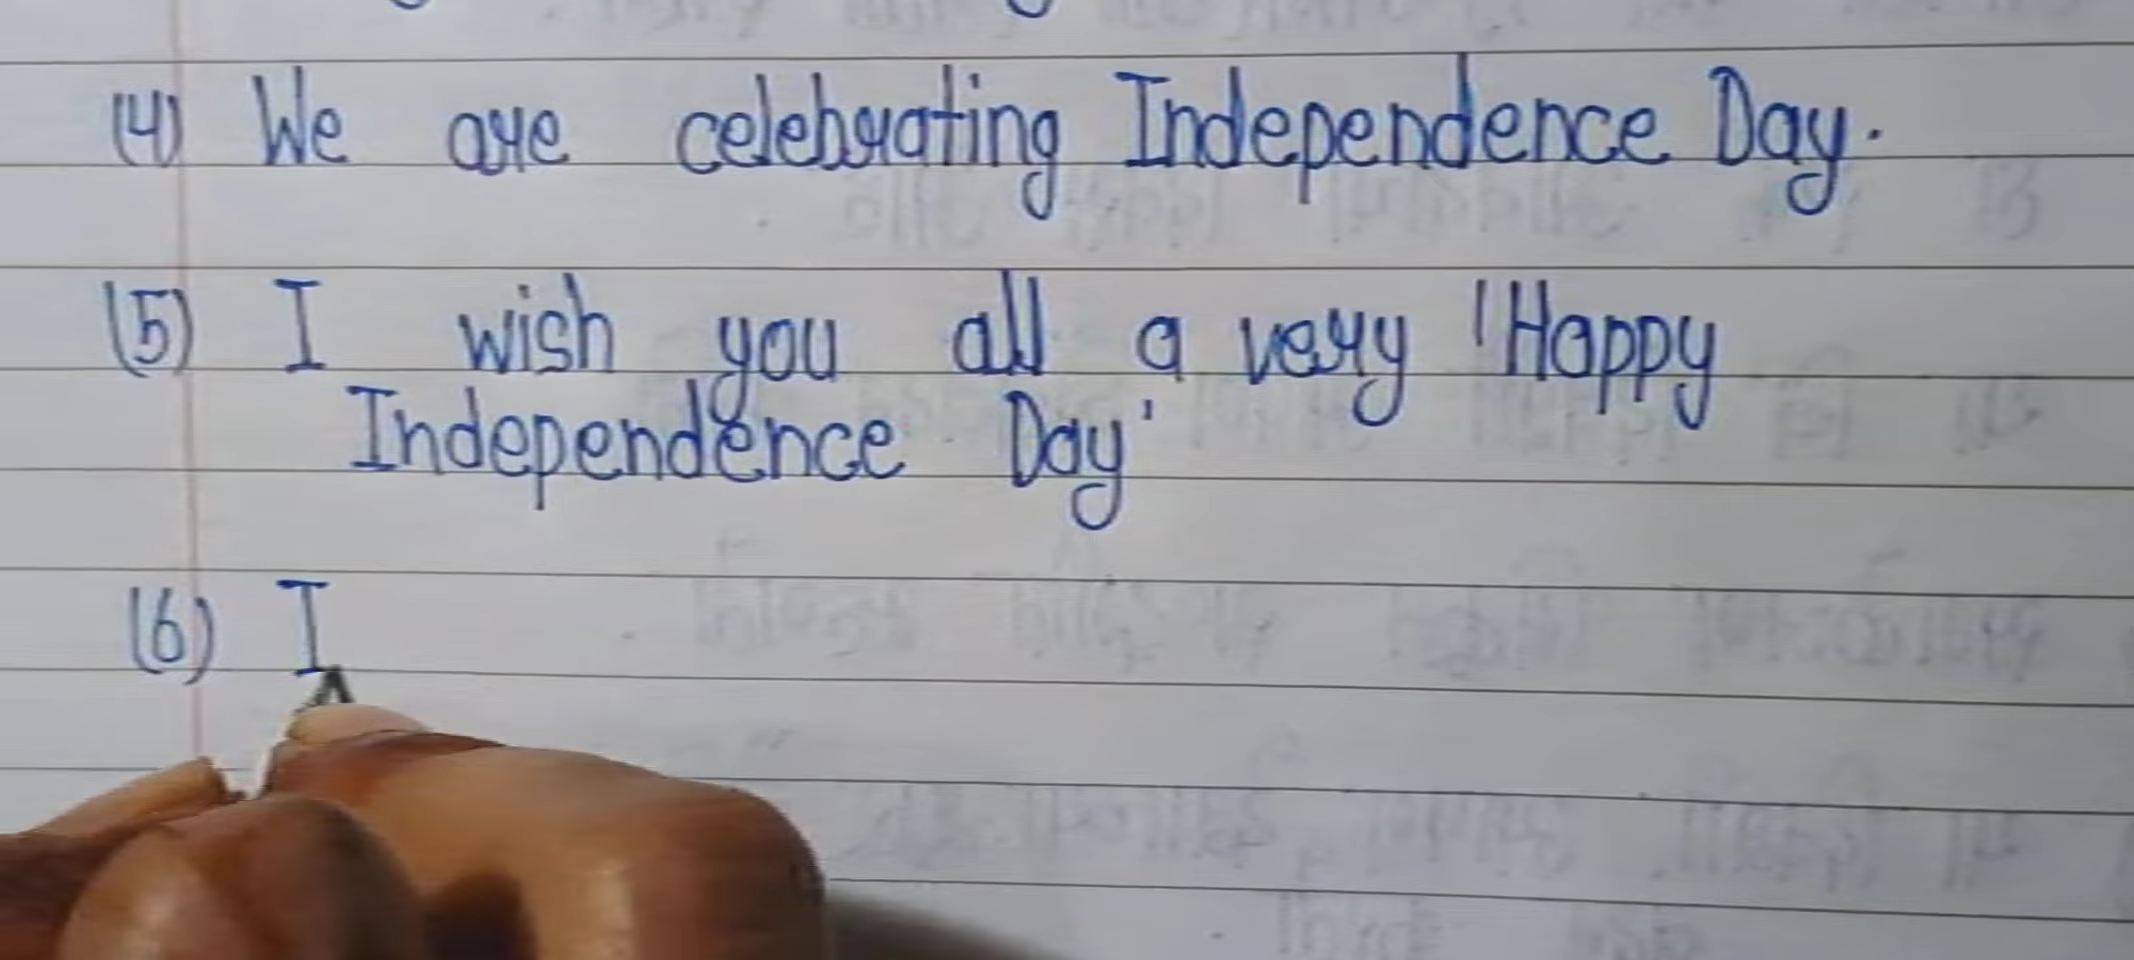 (4) We are celebrating Independence Day.
(5) I wish you all a very 'Happy
Independence Day'
(6) I